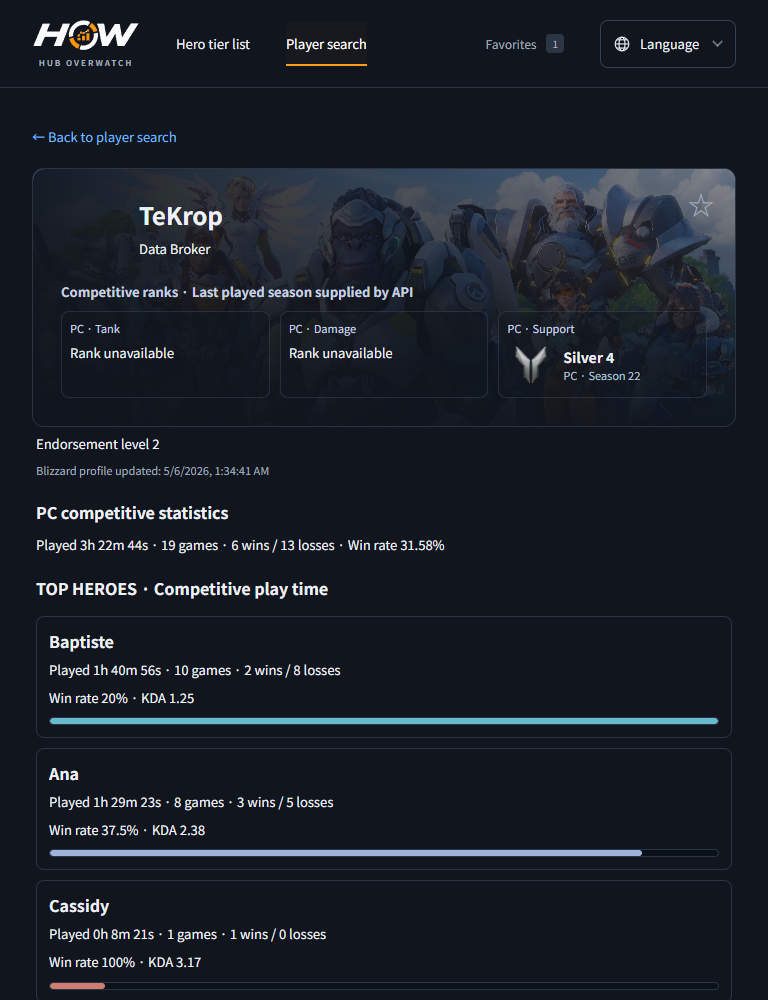 HOW
HUB OVERWATCH
Hero tier list
Player search
Favorites 1
Language
← Back to player search
TeKrop
Data Broker
Competitive ranks · Last played season supplied by API
PC · Tank
Rank unavailable
PC · Damage
Rank unavailable
PC · Support
Silver 4
PC · Season 22
Endorsement level 2
Blizzard profile updated: 5/6/2026, 1:34:41 AM
PC competitive statistics
Played 3h 22m 44s · 19 games · 6 wins / 13 losses · Win rate 31.58%
TOP HEROES · Competitive play time
Baptiste
Played 1h 40m 56s · 10 games · 2 wins / 8 losses
Win rate 20% · KDA 1.25
Ana
Played 1h 29m 23s · 8 games · 3 wins / 5 losses
Win rate 37.5% · KDA 2.38
Cassidy
Played 0h 8m 21s · 1 games · 1 wins / 0 losses
Win rate 100% · KDA 3.17